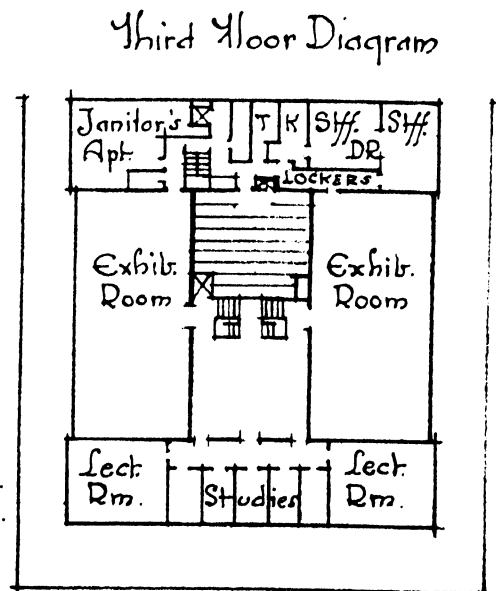 Third Floor Diagram
Janitor's
Apt.
T K Stff. Stff.
DR
LOCKERS
Exhib.
Room
Exhib.
Room
Lect.
Rm.
Studies
Lect.
Rm.